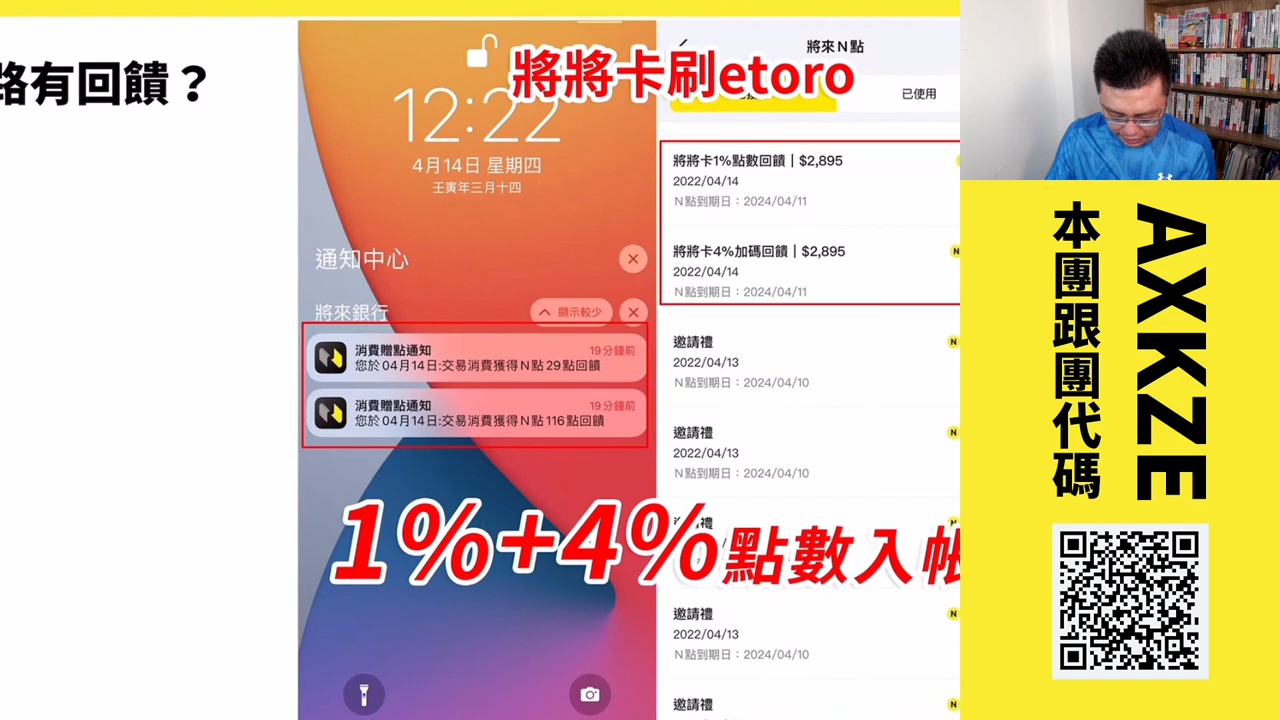 路有回饋？
12:22
4月14日 星期四
壬寅年三月十四
通知中心
將來銀行
顯示較少
消費贈點通知
19分鐘前
您於04月14日:交易消費獲得N點29點回饋
消費贈點通知
19分鐘前
您於04月14日:交易消費獲得N點116點回饋
將將卡刷etoro
將來N點
已使用
將將卡1%點數回饋｜$2,895
2022/04/14
N點到期日：2024/04/11
將將卡4%加碼回饋｜$2,895
2022/04/14
N點到期日：2024/04/11
邀請禮
2022/04/13
N點到期日：2024/04/10
邀請禮
2022/04/13
N點到期日：2024/04/10
1%+4%點數入帳
邀請禮
2022/04/13
N點到期日：2024/04/10
邀請禮
AXKZE
本團跟團代碼